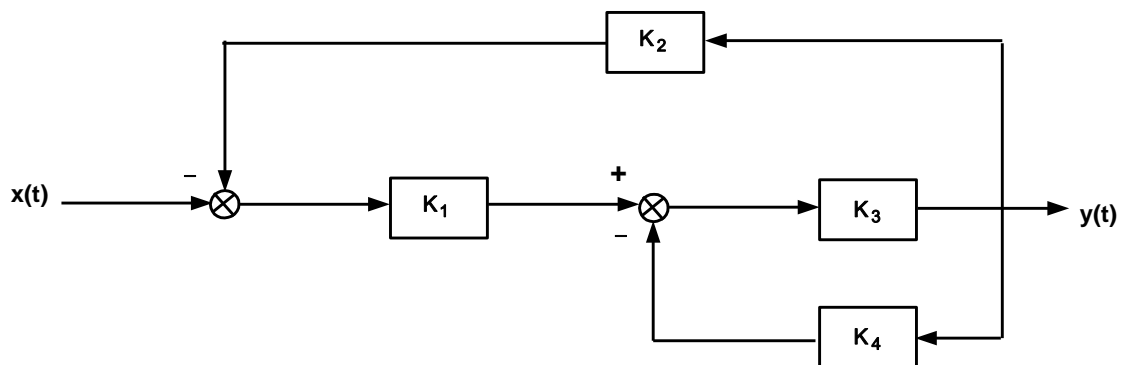 K₂
−
x(t)
K₁
+
−
K₃
y(t)
K₄